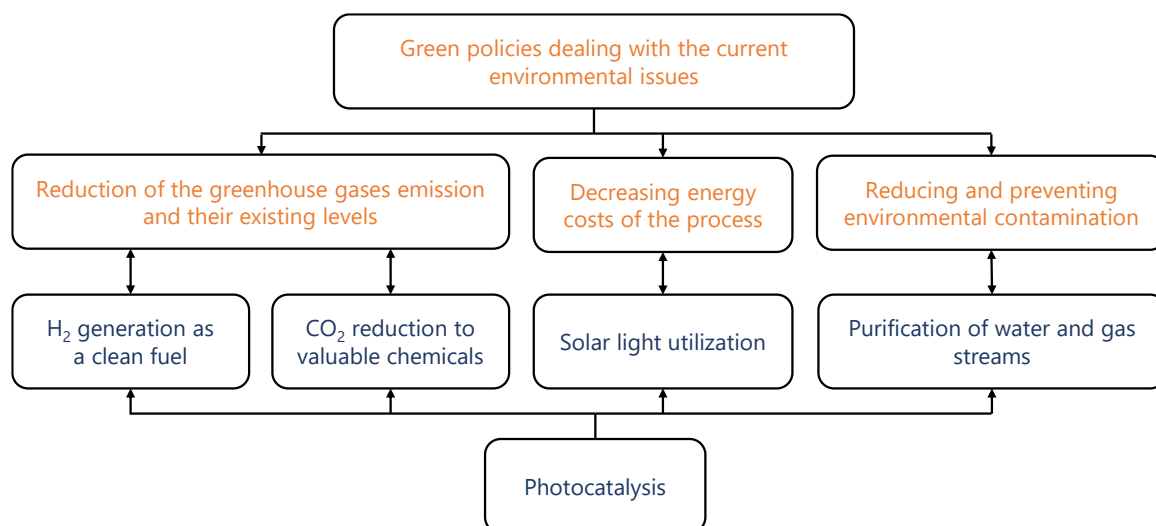 Green policies dealing with the current
environmental issues
Reduction of the greenhouse gases emission
and their existing levels
Decreasing energy
costs of the process
Reducing and preventing
environmental contamination
H₂ generation as
a clean fuel
CO₂ reduction to
valuable chemicals
Solar light utilization
Purification of water and gas
streams
Photocatalysis